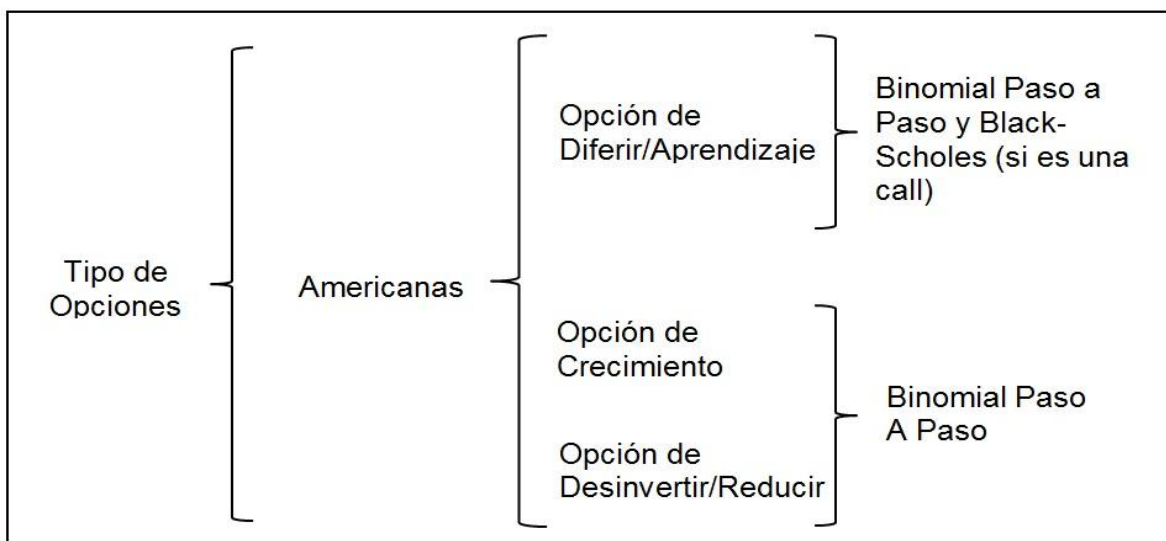 Tipo de
Opciones
Americanas
Opción de
Diferir/Aprendizaje
Binomial Paso a
Paso y Black-
Scholes (si es una
call)
Opción de
Crecimiento
Opción de
Desinvertir/Reducir
Binomial Paso
A Paso